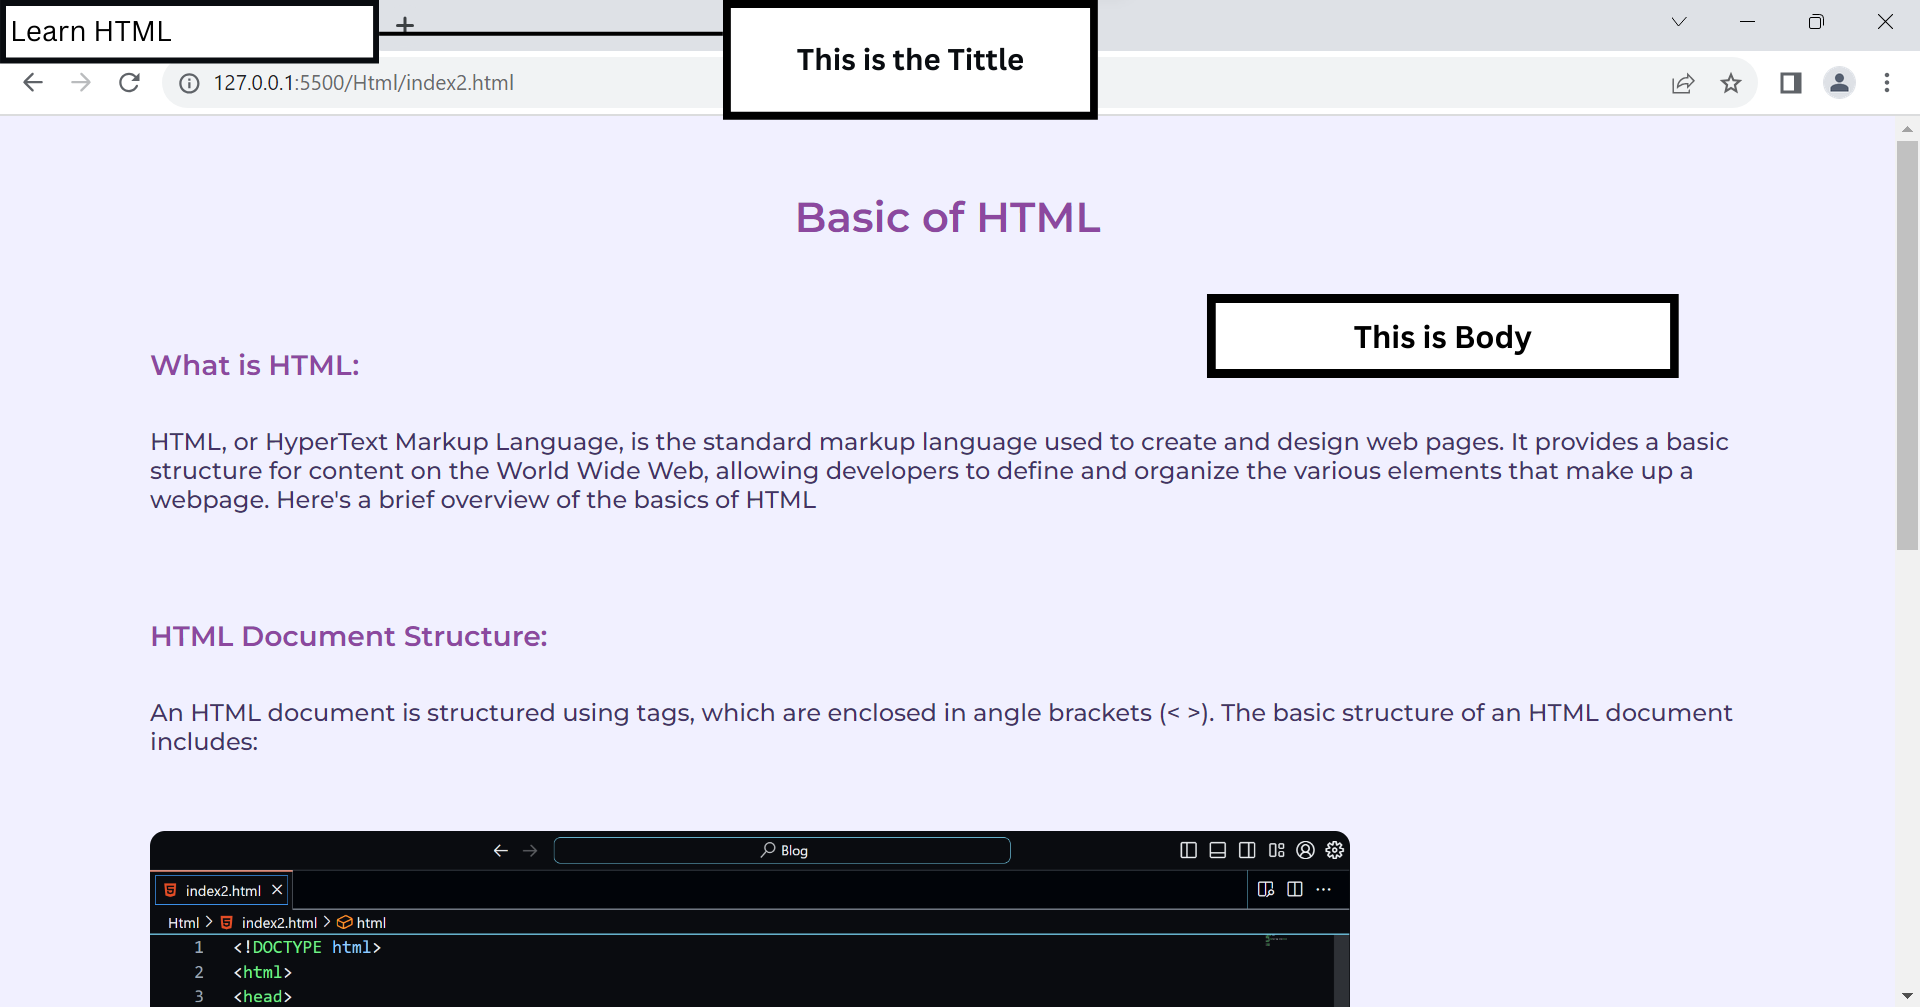 Learn HTML
This is the Tittle
127.0.0.1:5500/Html/index2.html
Basic of HTML
This is Body
What is HTML:
HTML, or HyperText Markup Language, is the standard markup language used to create and design web pages. It provides a basic
structure for content on the World Wide Web, allowing developers to define and organize the various elements that make up a
webpage. Here's a brief overview of the basics of HTML
HTML Document Structure:
An HTML document is structured using tags, which are enclosed in angle brackets (< >). The basic structure of an HTML document
includes:
Blog
index2.html
Html > index2.html > html
1 <!DOCTYPE html>
2 <html>
3 <head>